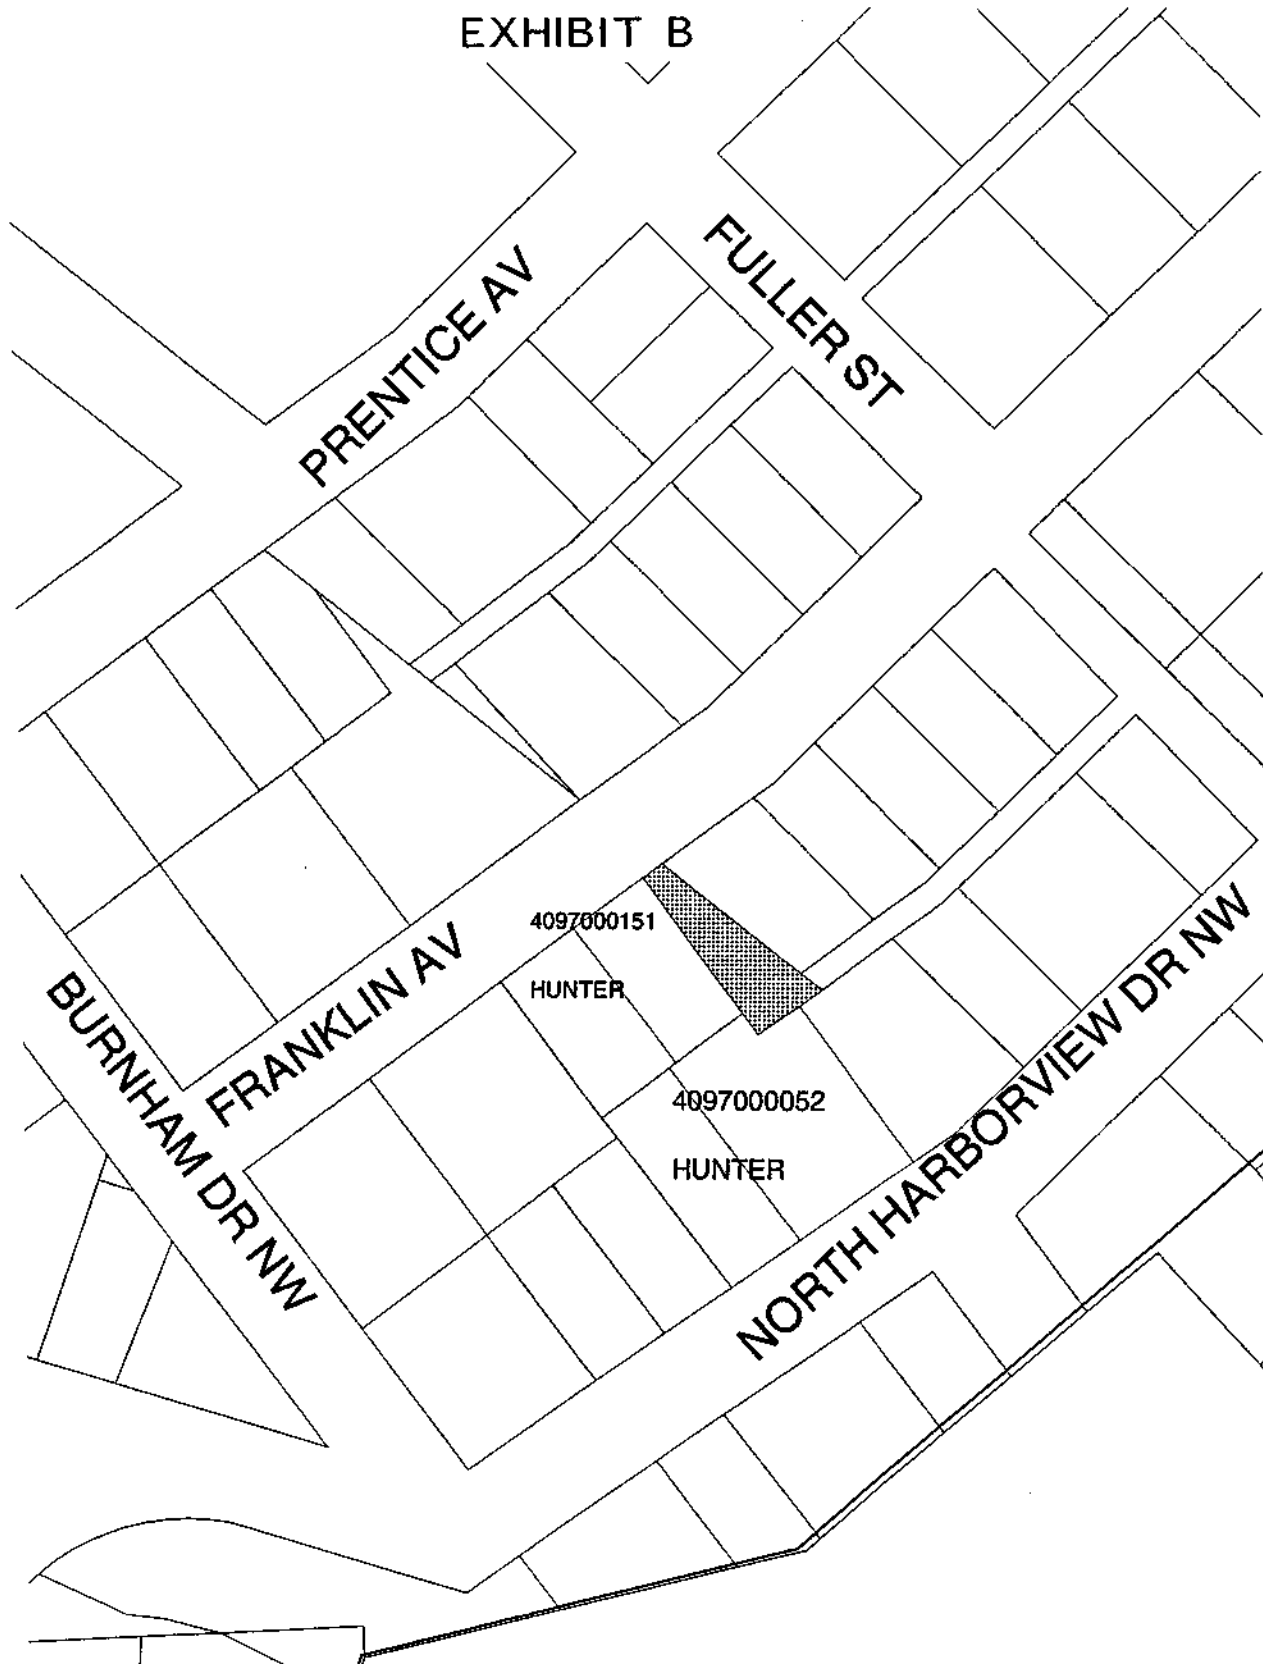 EXHIBIT B
FULLER ST
PRENTICE AV
4097000151
HUNTER
FRANKLIN AV
BURNHAM DR NW
4097000052
HUNTER
NORTH HARBORVIEW DR NW